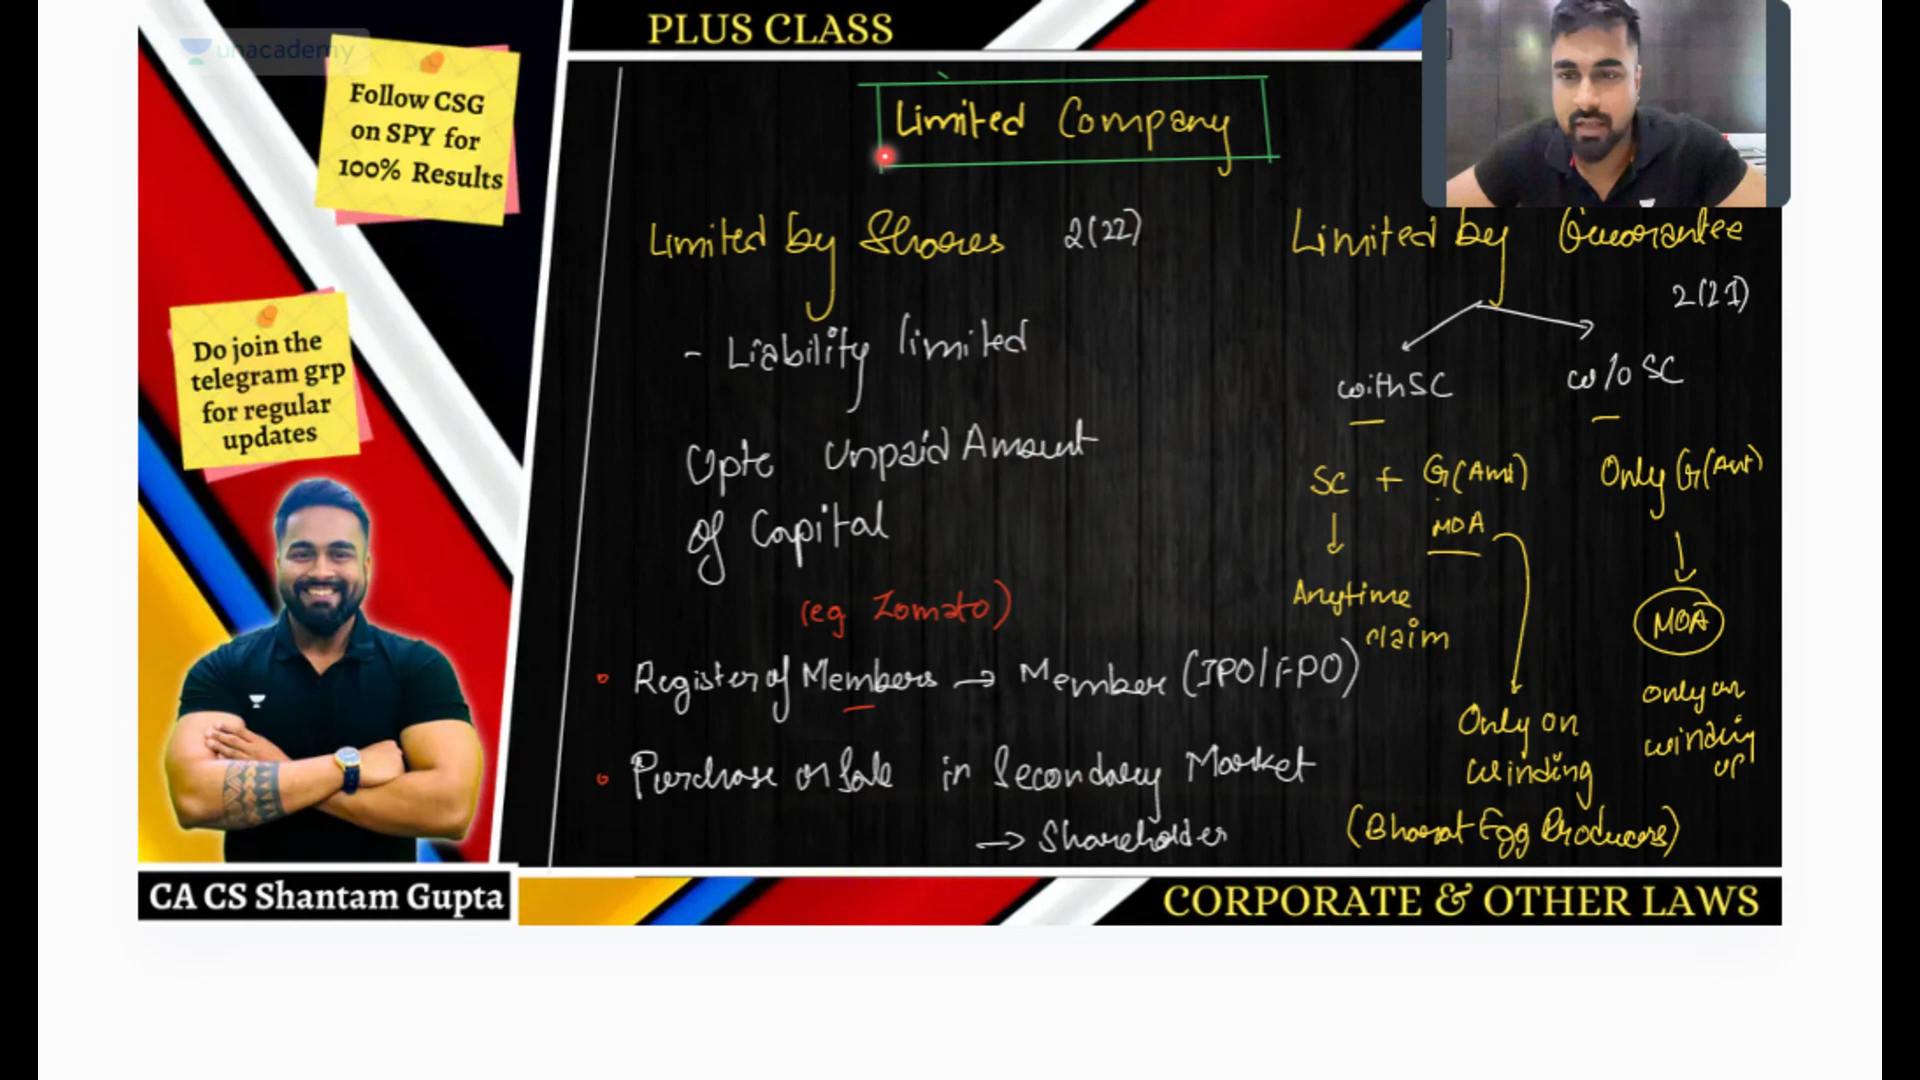 PLUS CLASS
unacademy
Follow CSG
on SPY for
100% Results
Do join the
telegram grp
for regular
updates
CA CS Shantam Gupta
Limited Company
Limited by Shares 2(22)
- Liability limited
Upto Unpaid Amount
of Capital
(eg Zomato)
Register of Members → Member (IPO/FPO)
Purchase or Sale in Secondary Market
→ Shareholder
Limited by Guarantee
2(21)
with SC
w/o SC
SC + G(Amt)
MOA
Anytime
claim
Only on
winding
Only G(Amt)
MOA
only on
winding
up
(Bharat Egg Producers)
CORPORATE & OTHER LAWS